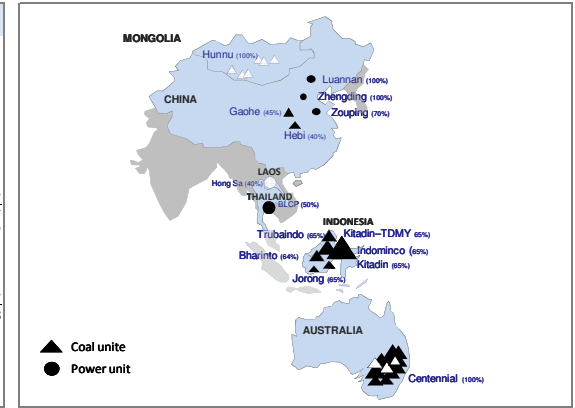 MONGOLIA
Hunnu (100%)
Luannan (100%)
CHINA
Zhengding (100%)
Gaohe (45%)
Zouping (70%)
Hebi (40%)
LAOS
Hong Sa (40%)
THAILAND
BLCP (50%)
INDONESIA
Trubaindo (65%)
Kitadin–TDMY 65%)
Bharinto (64%)
Indominco (65%)
Kitadin (65%)
Jorong (65%)
AUSTRALIA
Coal unite
Power unit
Centennial (100%)